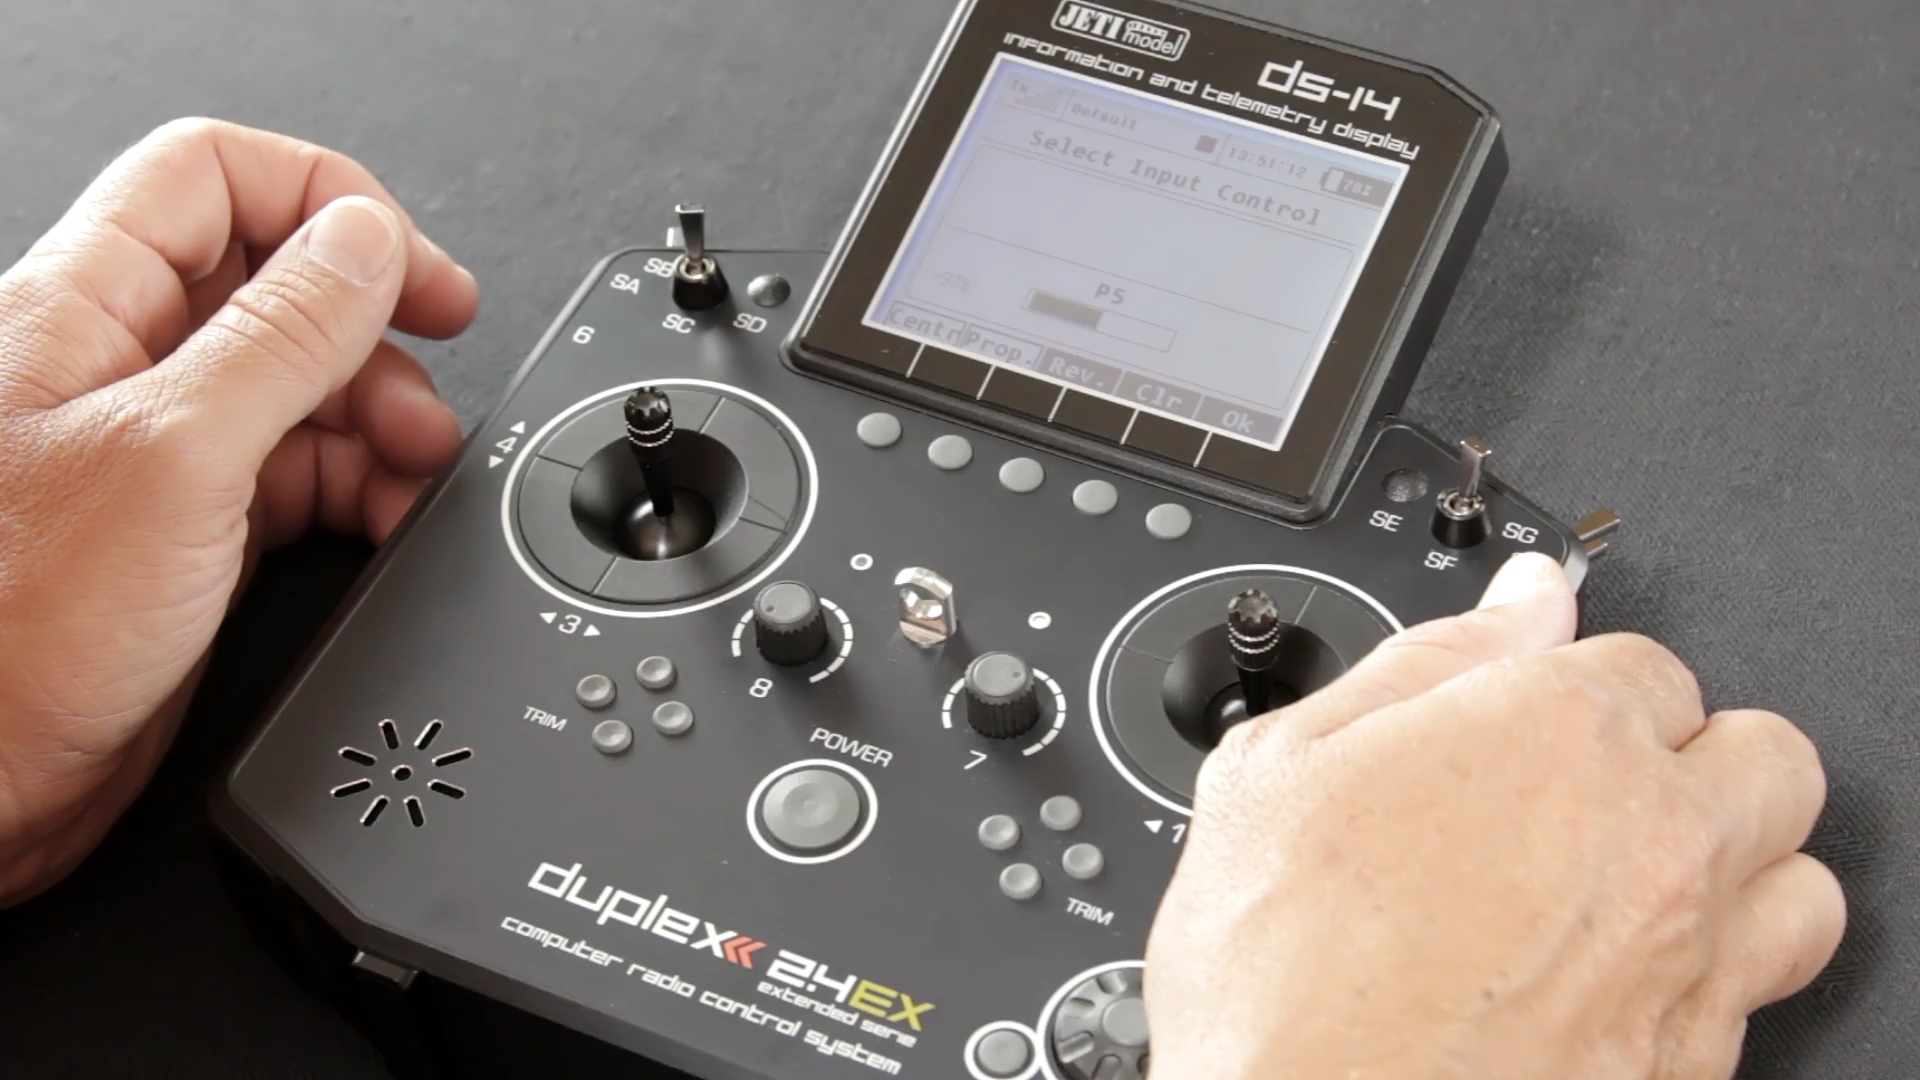 JETI model
ds-14
information and telemetry display
Tx Default 13:51:12 78%
Select Input Control
P5
Centr Prop. Rev. Clr Ok
SA SB SC SD
6
4
3
8
7
SE SF SG
TRIM
POWER
1
TRIM
duplex 2.4EX
extended serie
computer radio control system